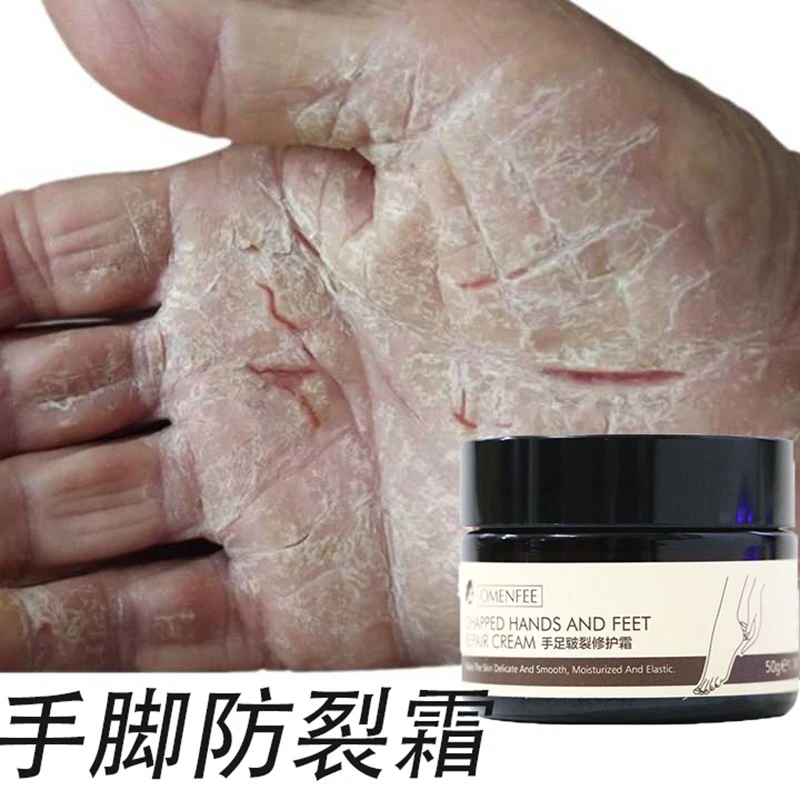 OMENFEE
CHAPPED HANDS AND FEET
REPAIR CREAM 手足皲裂修护霜
The Skin Delicate And Smooth, Moisturized And Elastic.
50g
手脚防裂霜